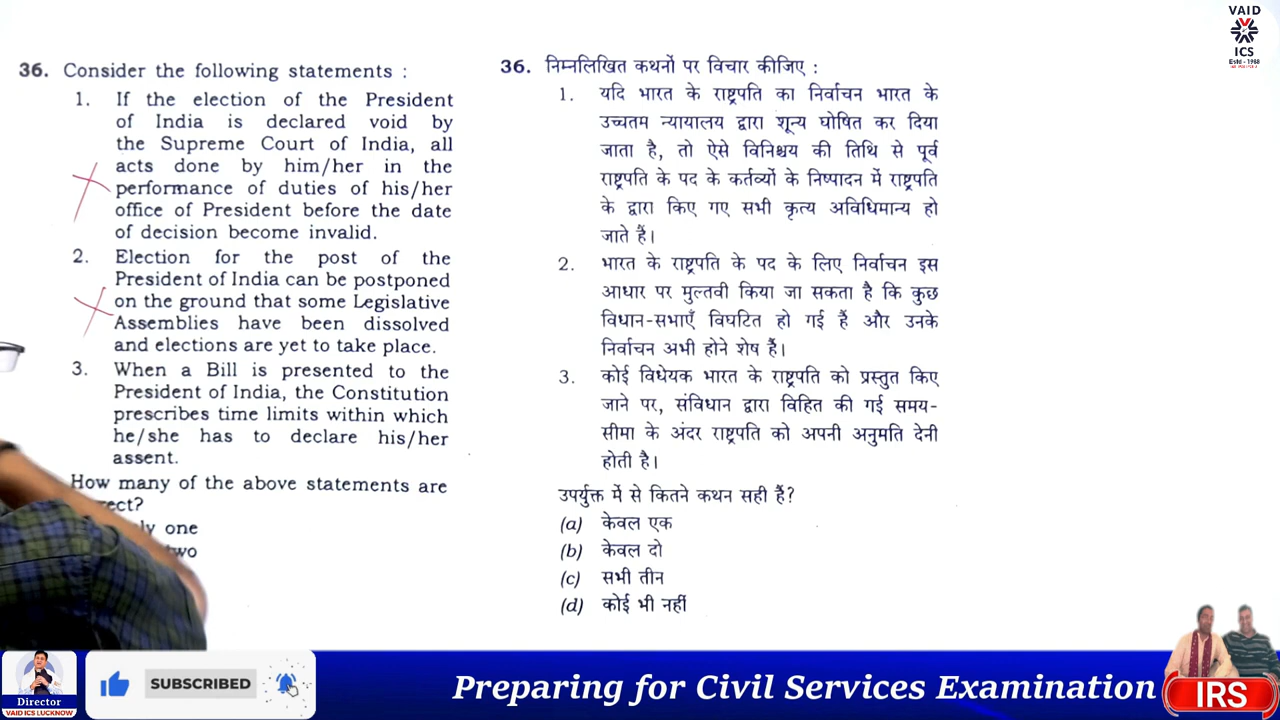 VAID
ICS
Estd - 1988
36. Consider the following statements :
1. If the election of the President
of India is declared void by
the Supreme Court of India, all
acts done by him/her in the
performance of duties of his/her
office of President before the date
of decision become invalid.
2. Election for the post of the
President of India can be postponed
on the ground that some Legislative
Assemblies have been dissolved
and elections are yet to take place.
3. When a Bill is presented to the
President of India, the Constitution
prescribes time limits within which
he/she has to declare his/her
assent.
How many of the above statements are
ect?
one
two
36. निम्नलिखित कथनों पर विचार कीजिए :
1. यदि भारत के राष्ट्रपति का निर्वाचन भारत के
उच्चतम न्यायालय द्वारा शून्य घोषित कर दिया
जाता है, तो ऐसे विनिश्चय की तिथि से पूर्व
राष्ट्रपति के पद के कर्तव्यों के निष्पादन में राष्ट्रपति
के द्वारा किए गए सभी कृत्य अविधिमान्य हो
जाते हैं।
2. भारत के राष्ट्रपति के पद के लिए निर्वाचन इस
आधार पर मुल्तवी किया जा सकता है कि कुछ
विधान-सभाएँ विघटित हो गई हैं और उनके
निर्वाचन अभी होने शेष हैं।
3. कोई विधेयक भारत के राष्ट्रपति को प्रस्तुत किए
जाने पर, संविधान द्वारा विहित की गई समय-
सीमा के अंदर राष्ट्रपति को अपनी अनुमति देनी
होती है।
उपर्युक्त में से कितने कथन सही हैं?
(a) केवल एक
(b) केवल दो
(c) सभी तीन
(d) कोई भी नहीं
Director
VAID ICS LUCKNOW
SUBSCRIBED
Preparing for Civil Services Examination
IRS